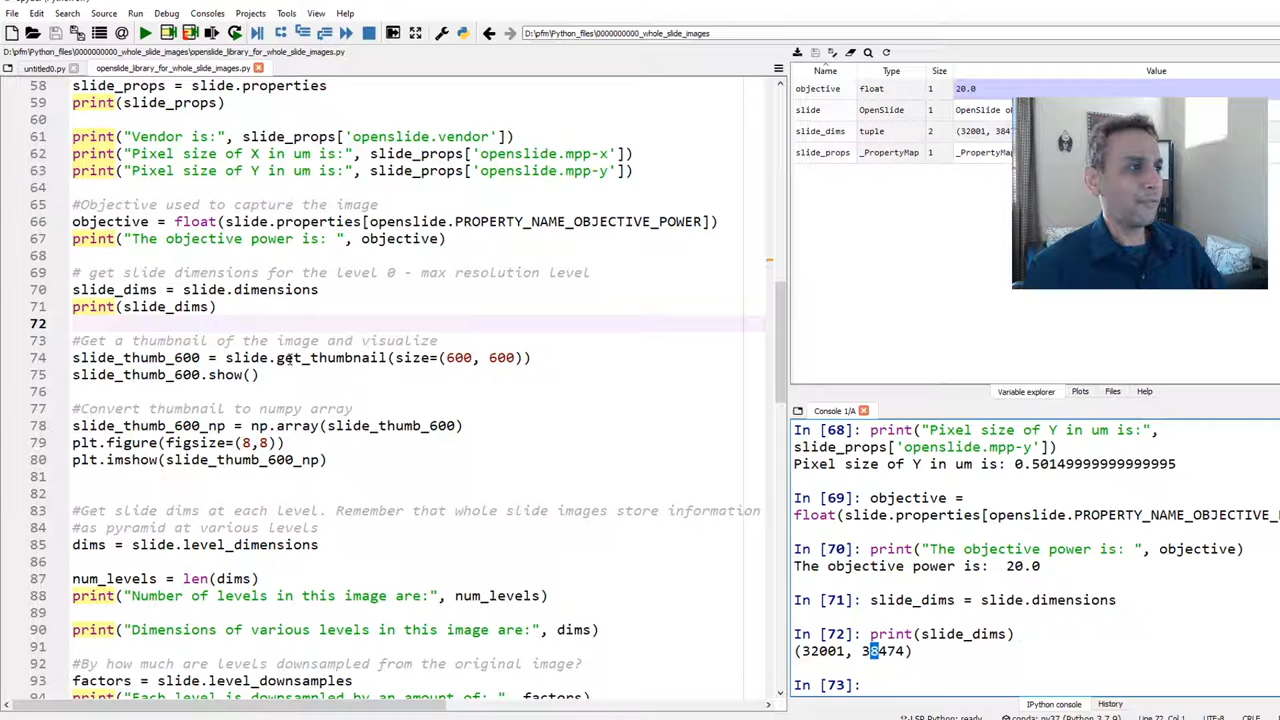 File Edit Search Source Run Debug Consoles Projects Tools View Help
D:\pfm\Python_files\0000000000_whole_slide_images
D:\pfm\Python_files\0000000000_whole_slide_images\openslide_library_for_whole_slide_images.py
untitled0.py openslide_library_for_whole_slide_images.py
58 slide_props = slide.properties
59 print(slide_props)
60
61 print("Vendor is:", slide_props['openslide.vendor'])
62 print("Pixel size of X in um is:", slide_props['openslide.mpp-x'])
63 print("Pixel size of Y in um is:", slide_props['openslide.mpp-y'])
64
65 #Objective used to capture the image
66 objective = float(slide.properties[openslide.PROPERTY_NAME_OBJECTIVE_POWER])
67 print("The objective power is: ", objective)
68
69 # get slide dimensions for the level 0 - max resolution level
70 slide_dims = slide.dimensions
71 print(slide_dims)
72
73 #Get a thumbnail of the image and visualize
74 slide_thumb_600 = slide.get_thumbnail(size=(600, 600))
75 slide_thumb_600.show()
76
77 #Convert thumbnail to numpy array
78 slide_thumb_600_np = np.array(slide_thumb_600)
79 plt.figure(figsize=(8,8))
80 plt.imshow(slide_thumb_600_np)
81
82
83 #Get slide dims at each level. Remember that whole slide images store information
84 #as pyramid at various levels
85 dims = slide.level_dimensions
86
87 num_levels = len(dims)
88 print("Number of levels in this image are:", num_levels)
89
90 print("Dimensions of various levels in this image are:", dims)
91
92 #By how much are levels downsampled from the original image?
93 factors = slide.level_downsamples
94 print("Each level is downsampled by an amount of: ", factors)
Name Type Size Value
objective float 1 20.0
slide OpenSlide 1 OpenSlide o
slide_dims tuple 2 (32001, 3847
slide_props _PropertyMap 1 _PropertyMa
Variable explorer Plots Files Help
Console 1/A
In [68]: print("Pixel size of Y in um is:",
slide_props['openslide.mpp-y'])
Pixel size of Y in um is: 0.50149999999999995
In [69]: objective =
float(slide.properties[openslide.PROPERTY_NAME_OBJECTIVE_
In [70]: print("The objective power is: ", objective)
The objective power is:  20.0
In [71]: slide_dims = slide.dimensions
In [72]: print(slide_dims)
(32001, 38474)
In [73]:
IPython console History
LSP Python: ready conda: py37 (Python 3.7.9) Line 72, Col 1 UTF-8 CRLF